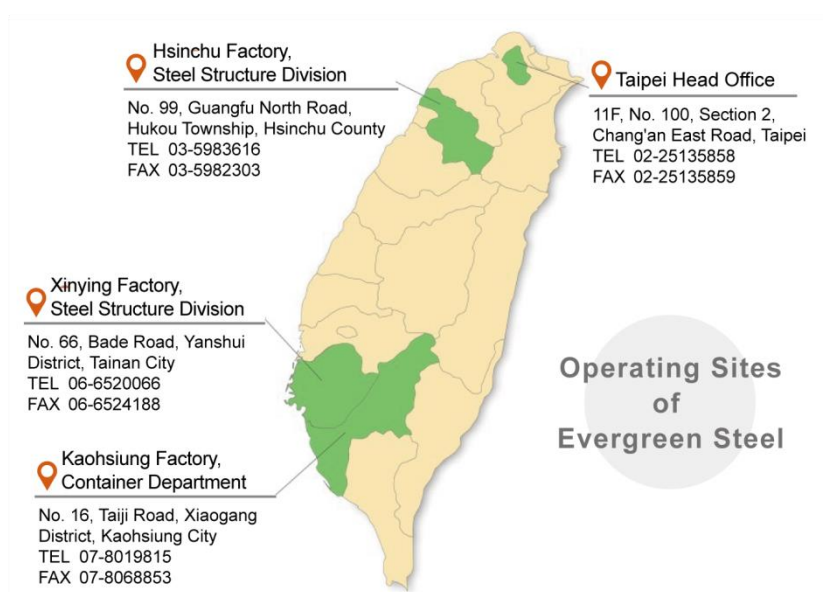 Hsinchu Factory,
Steel Structure Division
No. 99, Guangfu North Road,
Hukou Township, Hsinchu County
TEL 03-5983616
FAX 03-5982303
Taipei Head Office
11F, No. 100, Section 2,
Chang'an East Road, Taipei
TEL 02-25135858
FAX 02-25135859
Xinying Factory,
Steel Structure Division
No. 66, Bade Road, Yanshui
District, Tainan City
TEL 06-6520066
FAX 06-6524188
Operating Sites
of
Evergreen Steel
Kaohsiung Factory,
Container Department
No. 16, Taiji Road, Xiaogang
District, Kaohsiung City
TEL 07-8019815
FAX 07-8068853